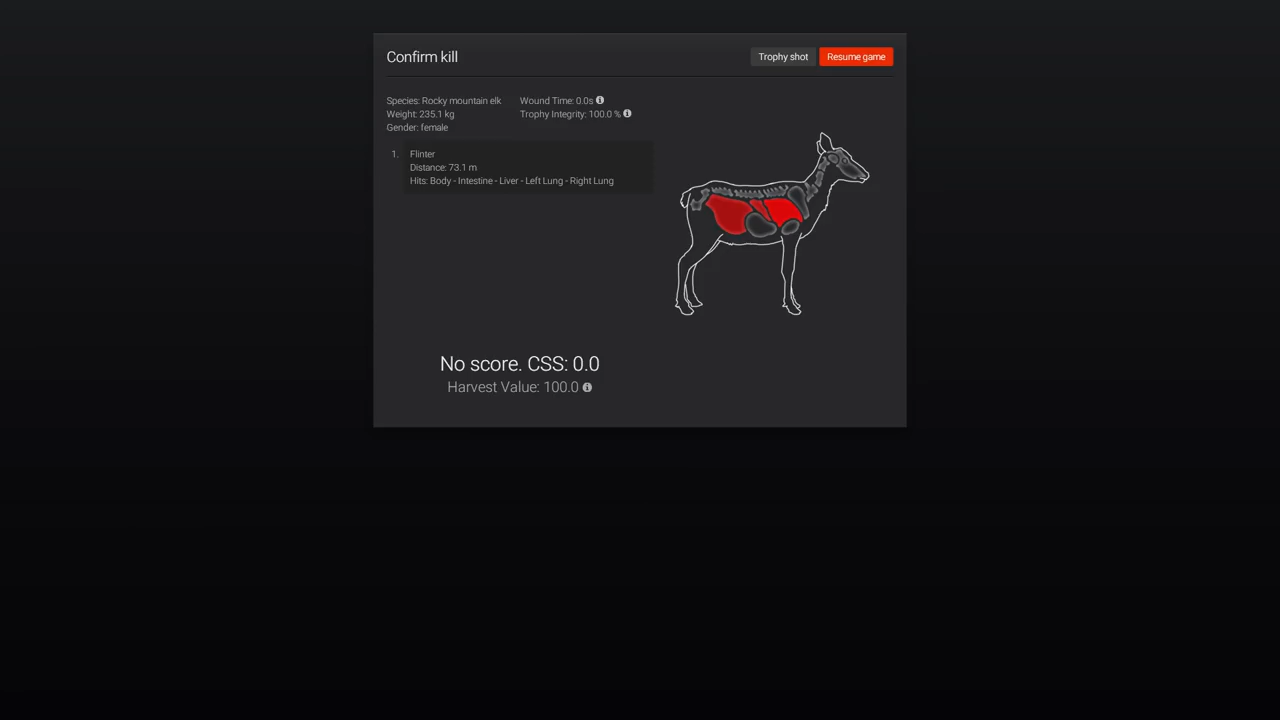 Confirm kill
Trophy shot
Resume game
Species: Rocky mountain elk
Weight: 235.1 kg
Gender: female
Wound Time: 0.0s
Trophy Integrity: 100.0 %
1.
Flinter
Distance: 73.1 m
Hits: Body - Intestine - Liver - Left Lung - Right Lung
No score. CSS: 0.0
Harvest Value: 100.0